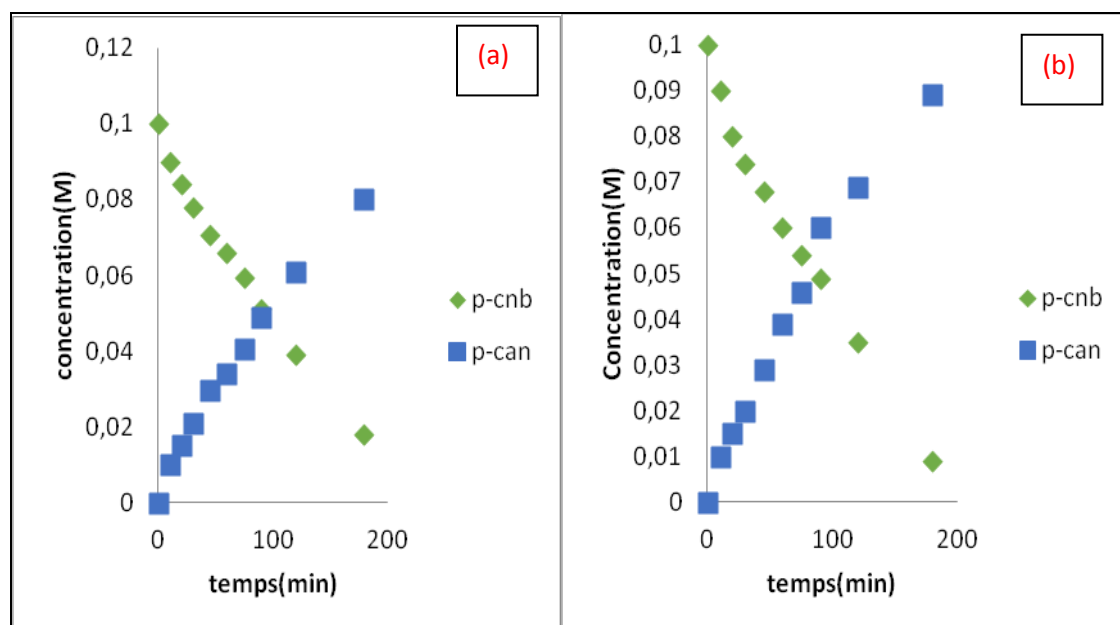 (a)
0,12
0,1
0,08
0,06
0,04
0,02
0
0 100 200
concentration(M)
temps(min)
p-cnb
p-can
(b)
0,1
0,09
0,08
0,07
0,06
0,05
0,04
0,03
0,02
0,01
0
0 100 200
Concentration(M)
temps(min)
p-cnb
p-can